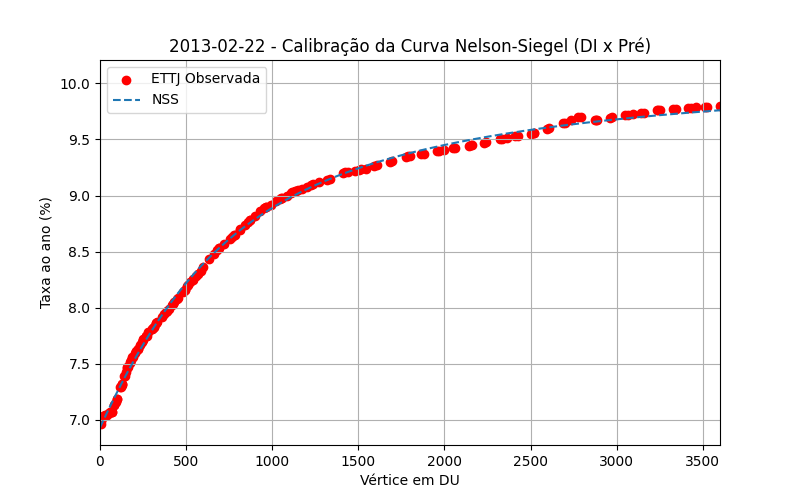 2013-02-22 - Calibração da Curva Nelson-Siegel (DI x Pré)
ETTJ Observada
NSS
Taxa ao ano (%)
10.0
9.5
9.0
8.5
8.0
7.5
7.0
0 500 1000 1500 2000 2500 3000 3500
Vértice em DU